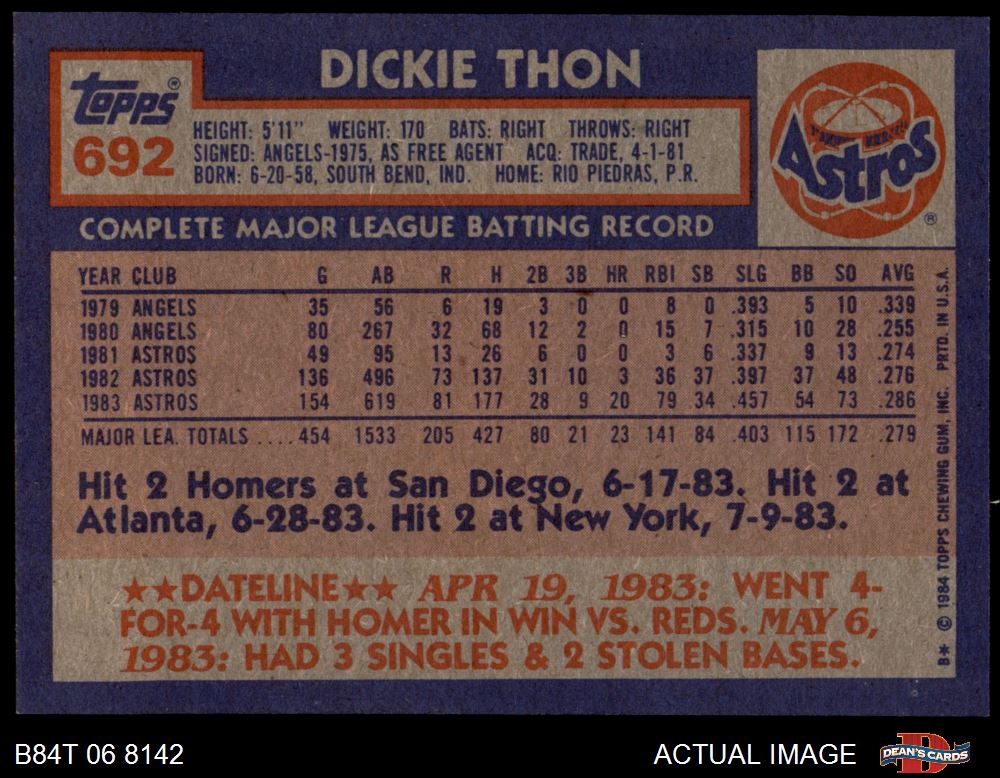 DICKIE THON
Topps®
692
HEIGHT: 5'11" WEIGHT: 170 BATS: RIGHT THROWS: RIGHT
SIGNED: ANGELS-1975, AS FREE AGENT ACQ: TRADE, 4-1-81
BORN: 6-20-58, SOUTH BEND, IND. HOME: RIO PIEDRAS, P.R.
Astros
®
COMPLETE MAJOR LEAGUE BATTING RECORD
YEAR CLUB G AB R H 2B 3B HR RBI SB SLG BB SO AVG
1979 ANGELS 35 56 6 19 3 0 0 8 0 .393 5 10 .339
1980 ANGELS 80 267 32 68 12 2 0 15 7 .315 10 28 .255
1981 ASTROS 49 95 13 26 6 0 0 3 6 .337 9 13 .274
1982 ASTROS 136 496 73 137 31 10 3 36 37 .397 37 48 .276
1983 ASTROS 154 619 81 177 28 9 20 79 34 .457 54 73 .286
MAJOR LEA. TOTALS .... 454 1533 205 427 80 21 23 141 84 .403 115 172 .279
Hit 2 Homers at San Diego, 6-17-83. Hit 2 at
Atlanta, 6-28-83. Hit 2 at New York, 7-9-83.
★★DATELINE★★ APR 19, 1983: WENT 4-
FOR-4 WITH HOMER IN WIN VS. REDS. MAY 6,
1983: HAD 3 SINGLES & 2 STOLEN BASES.
B* © 1984 TOPPS CHEWING GUM, INC. PRTD. IN U.S.A.
B84T 06 8142
ACTUAL IMAGE
DEAN'S CARDS